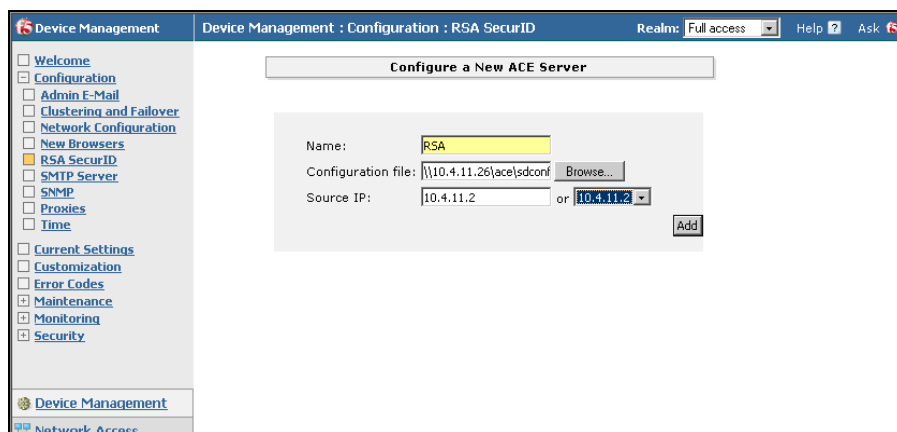 f5 Device Management
Device Management : Configuration : RSA SecurID
Realm: Full access
Help ?
Ask f5
Welcome
Configuration
Admin E-Mail
Clustering and Failover
Network Configuration
New Browsers
RSA SecurID
SMTP Server
SNMP
Proxies
Time
Current Settings
Customization
Error Codes
Maintenance
Monitoring
Security
Device Management
Network Access
Configure a New ACE Server
Name: RSA
Configuration file: \\10.4.11.26\ace\sdconf Browse...
Source IP: 10.4.11.2 or 10.4.11.2
Add